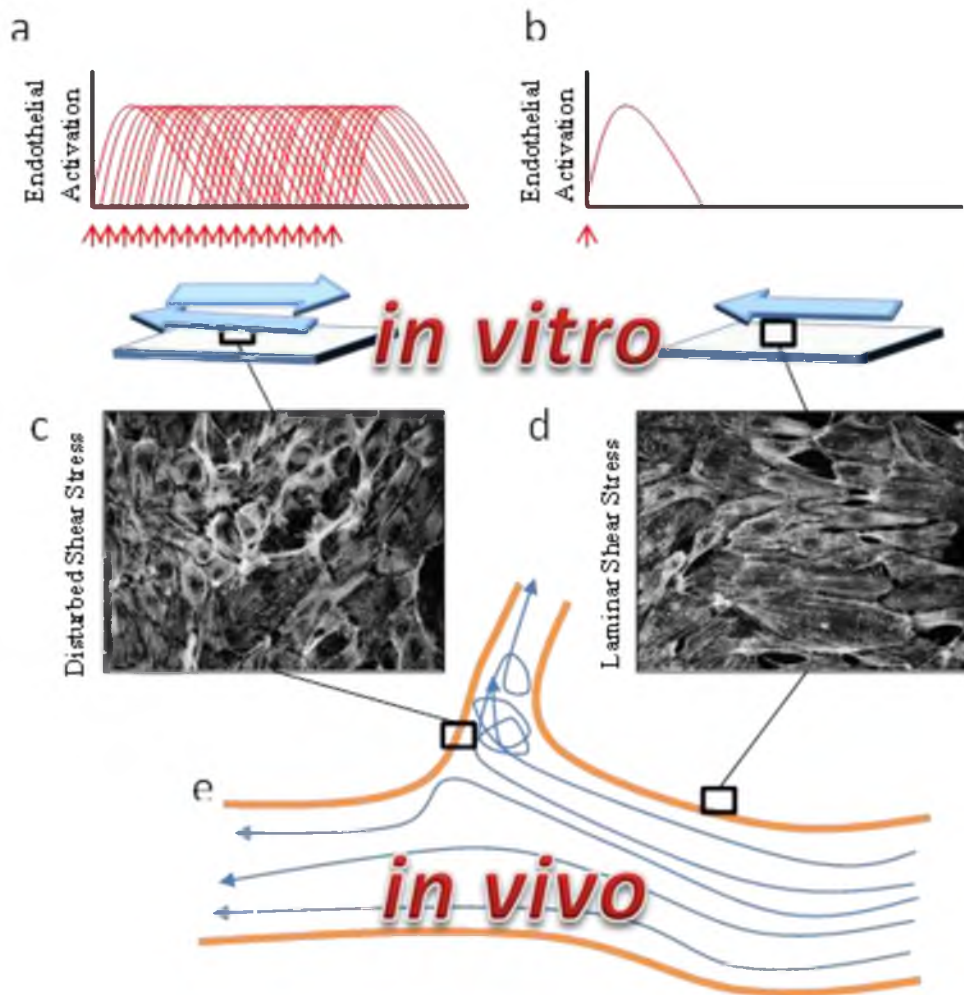 a
b
Endothelial
Activation
Endothelial
Activation
in vitro
c
d
Disturbed Shear Stress
Laminar Shear Stress
e
in vivo